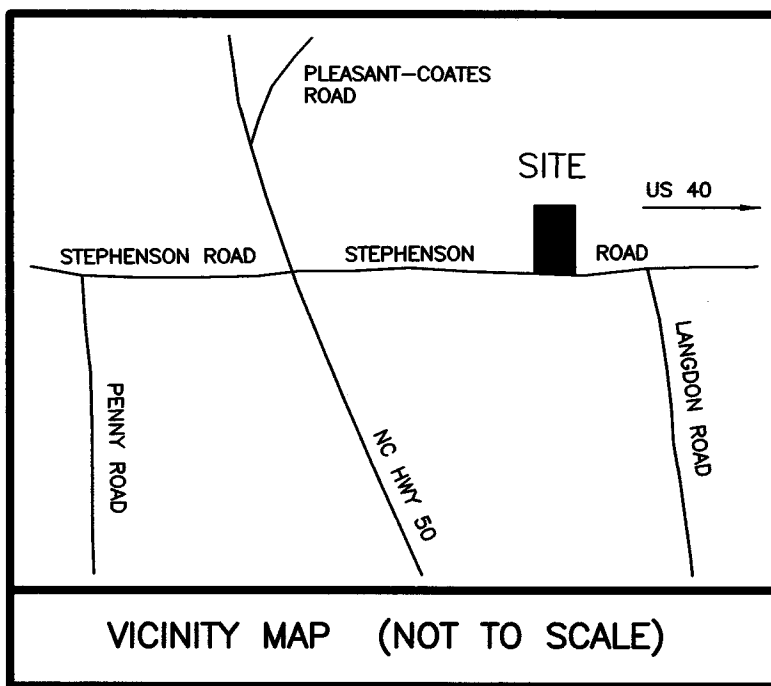 PLEASANT-COATES
ROAD
SITE
US 40
STEPHENSON ROAD
STEPHENSON ROAD
PENNY ROAD
NC HWY 50
LANGDON ROAD
VICINITY MAP (NOT TO SCALE)